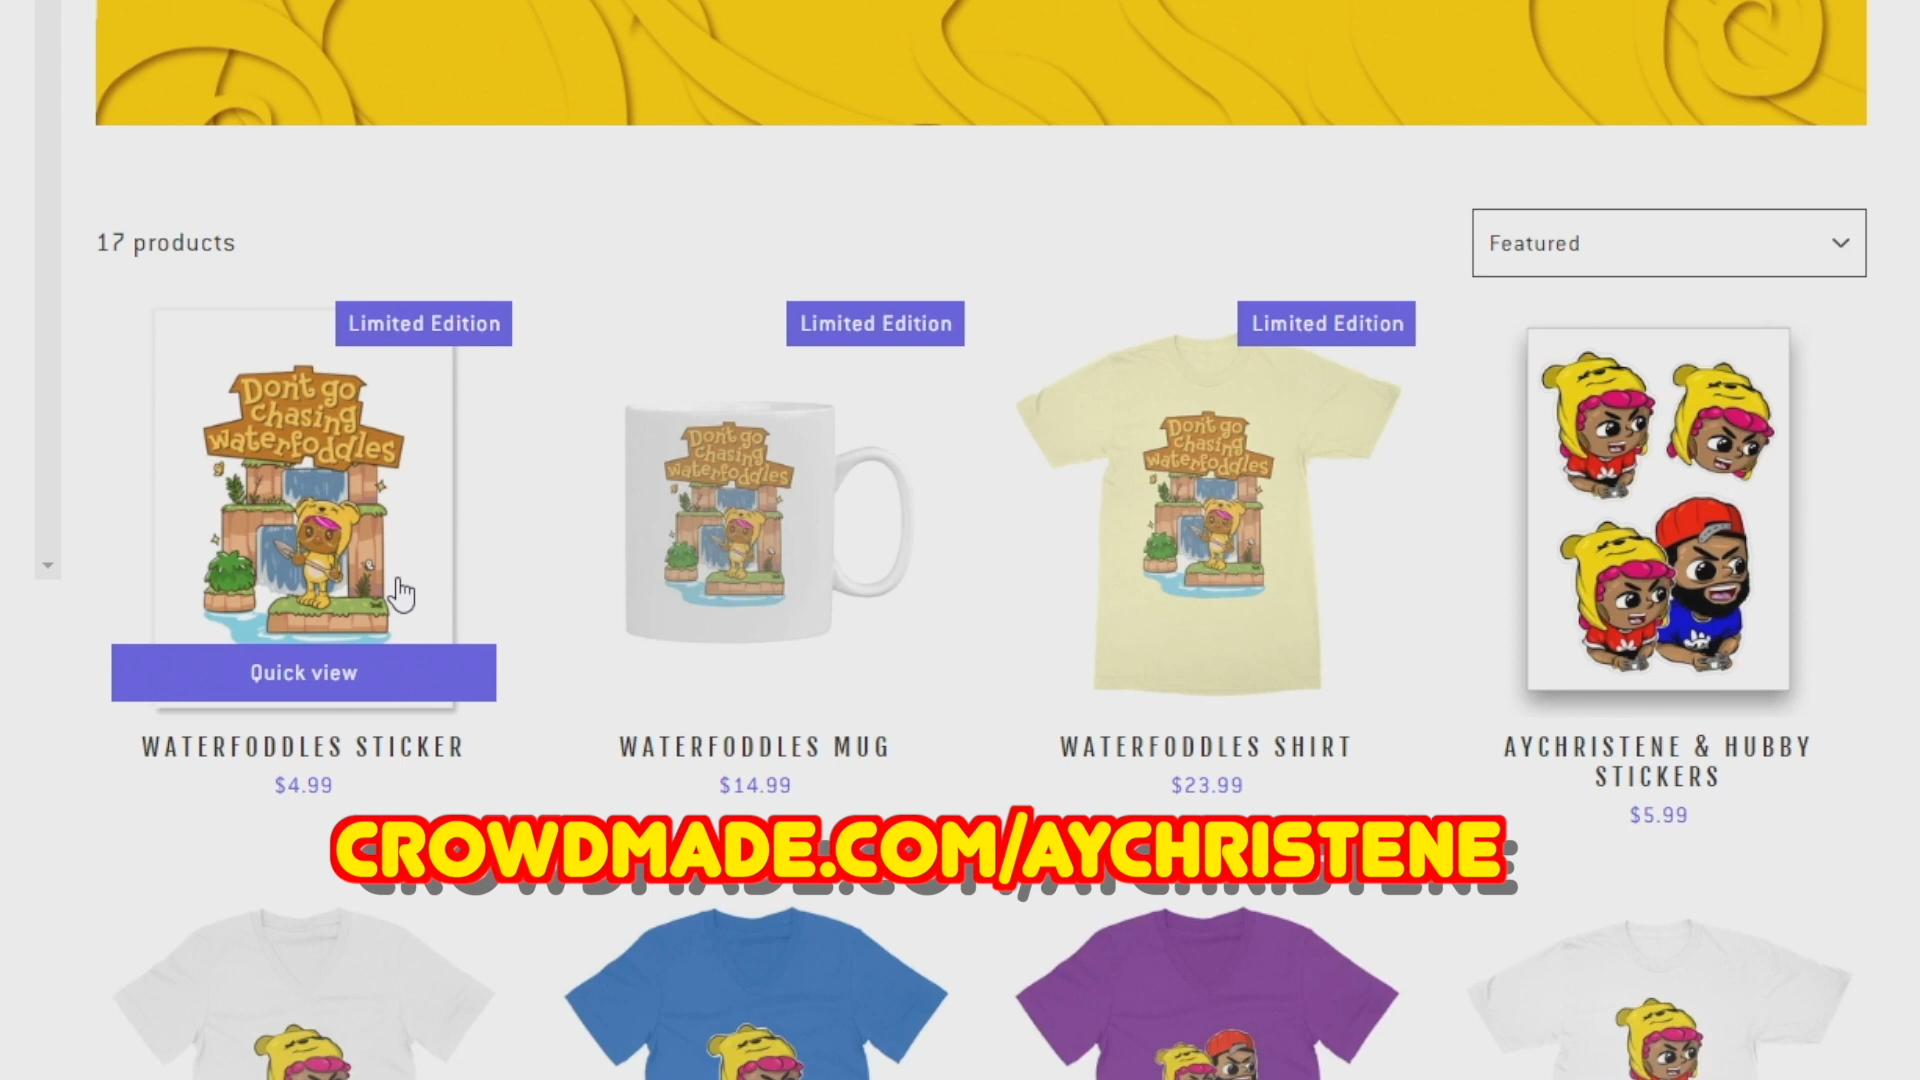 17 products
Featured
Limited Edition
Limited Edition
Limited Edition
Don't go
chasing
waterfoddles
Don't go
chasing
waterfoddles
Don't go
chasing
waterfoddles
Quick view
WATERFODDLES STICKER
$4.99
WATERFODDLES MUG
$14.99
WATERFODDLES SHIRT
$23.99
AYCHRISTENE & HUBBY
STICKERS
$5.99
CROWDMADE.COM/AYCHRISTENE